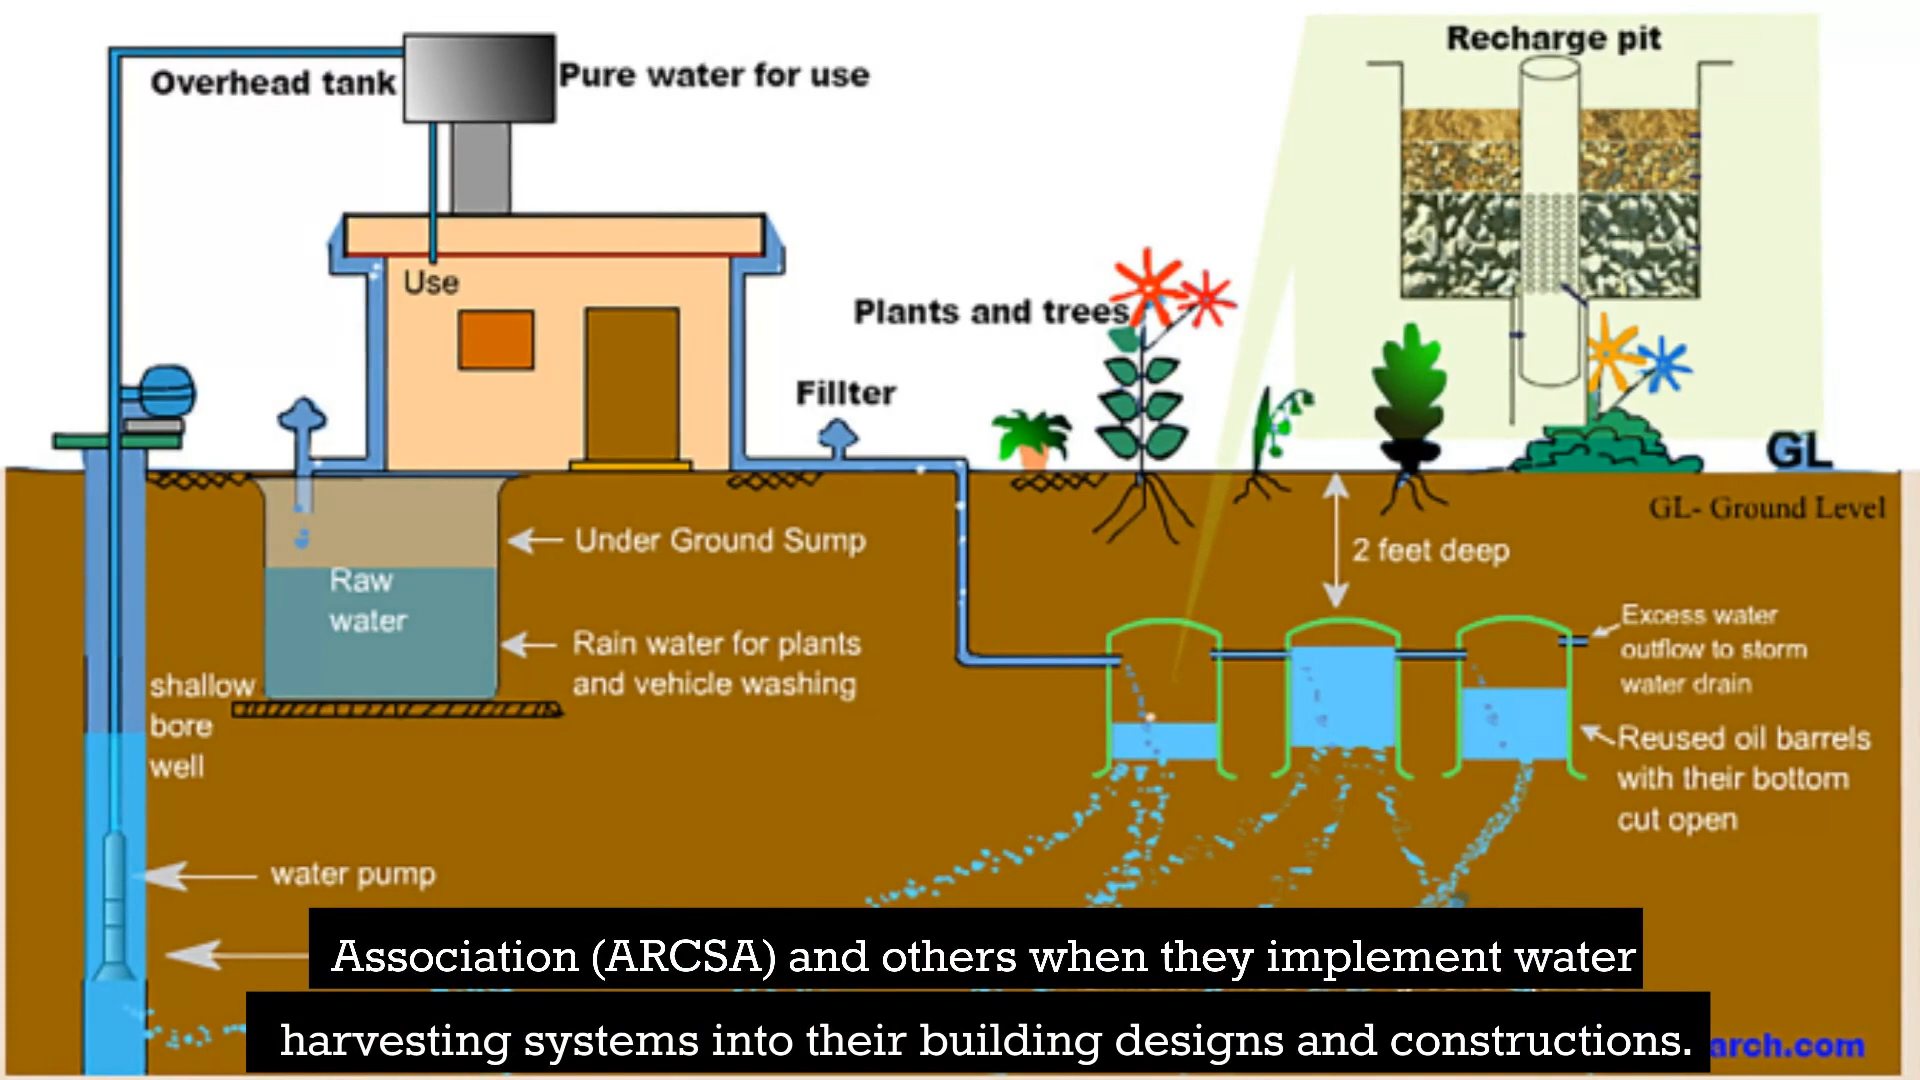 Recharge pit
Overhead tank
Pure water for use
Use
Plants and trees
Fillter
GL
GL- Ground Level
Under Ground Sump
2 feet deep
Raw
water
Rain water for plants
and vehicle washing
Excess water
outflow to storm
water drain
shallow
bore
well
Reused oil barrels
with their bottom
cut open
water pump
Association (ARCSA) and others when they implement water
harvesting systems into their building designs and constructions.
arch.com